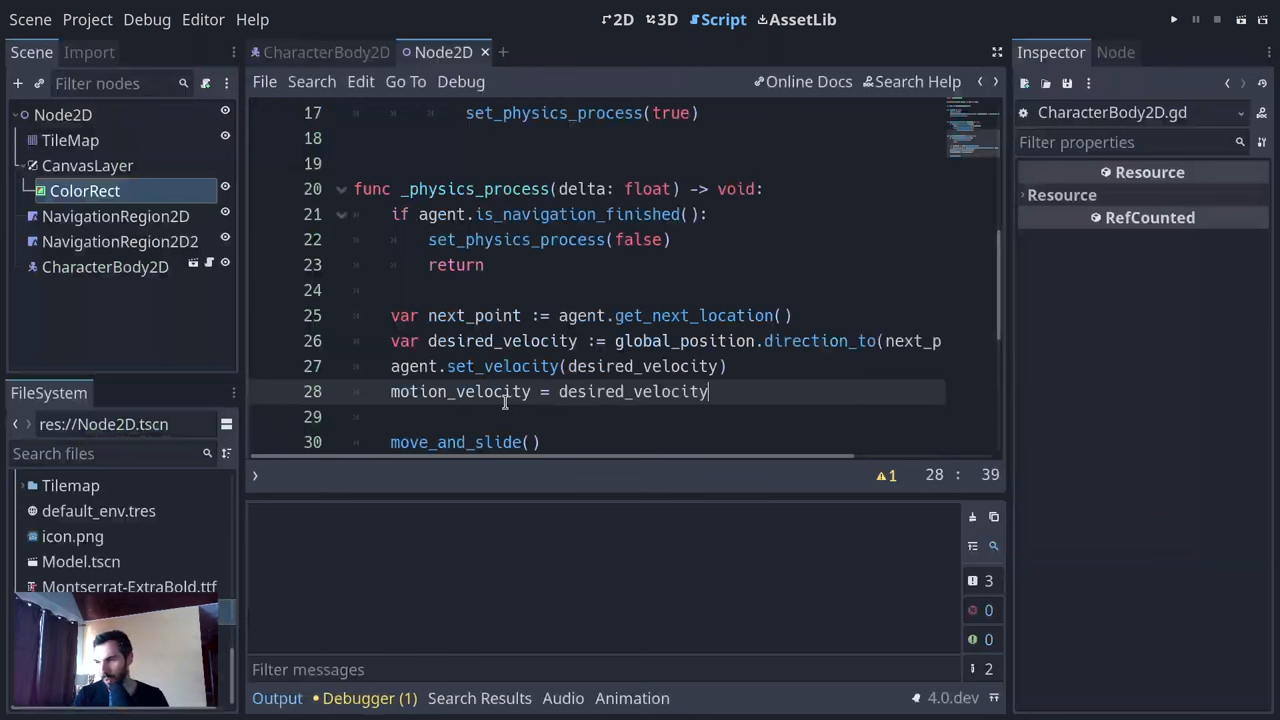 Scene Project Debug Editor Help
2D 3D Script AssetLib
Scene Import
CharacterBody2D Node2D
Inspector Node
Filter nodes
File Search Edit Go To Debug
Online Docs Search Help
Node2D
TileMap
CanvasLayer
ColorRect
NavigationRegion2D
NavigationRegion2D2
CharacterBody2D
17 set_physics_process(true)
18
19
20 func _physics_process(delta: float) -> void:
21 if agent.is_navigation_finished():
22 set_physics_process(false)
23 return
24
25 var next_point := agent.get_next_location()
26 var desired_velocity := global_position.direction_to(next_p
27 agent.set_velocity(desired_velocity)
28 motion_velocity = desired_velocity
29
30 move_and_slide()
1 28 : 39
CharacterBody2D.gd
Filter properties
Resource
Resource
RefCounted
FileSystem
res://Node2D.tscn
Search files
Tilemap
default_env.tres
icon.png
Model.tscn
Montserrat-ExtraBold.ttf
3
0
0
2
Filter messages
Output Debugger (1) Search Results Audio Animation
4.0.dev